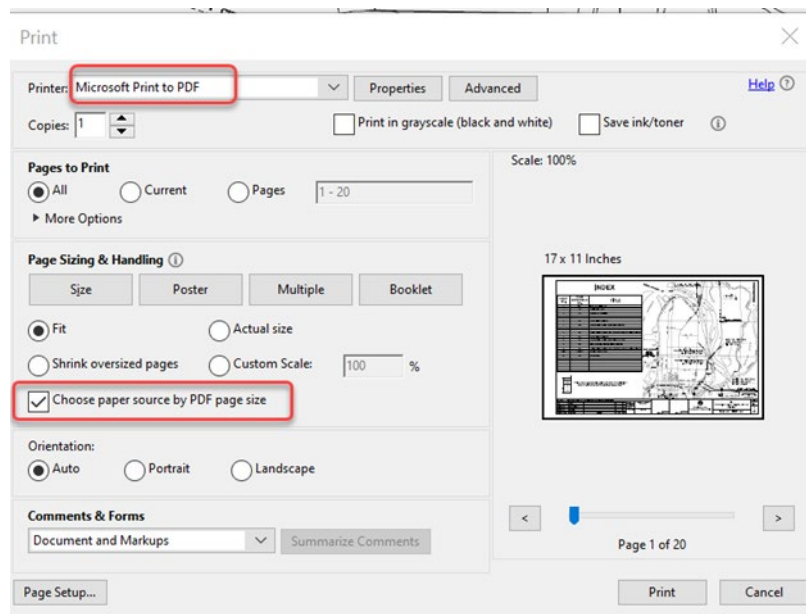 Print
Printer: Microsoft Print to PDF Properties Advanced Help
Copies: 1 Print in grayscale (black and white) Save ink/toner
Pages to Print
All Current Pages 1 - 20
More Options
Page Sizing & Handling
Size Poster Multiple Booklet
Fit Actual size
Shrink oversized pages Custom Scale: 100 %
Choose paper source by PDF page size
Orientation:
Auto Portrait Landscape
Comments & Forms
Document and Markups Summarize Comments
Page Setup...
Scale: 100%
17 x 11 Inches
INDEX
TITLE
< >
Page 1 of 20
Print Cancel